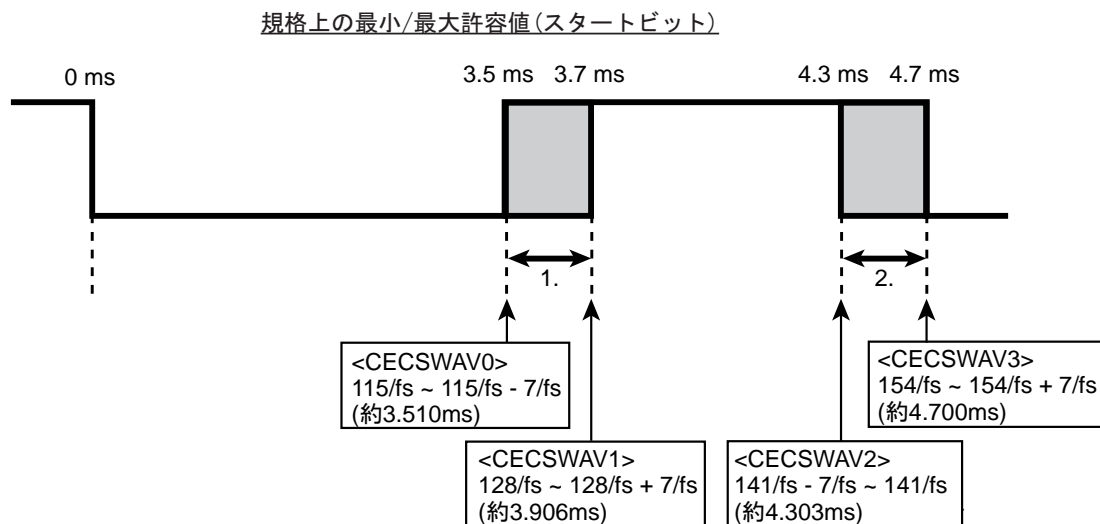 規格上の最小/最大許容値(スタートビット)
0 ms
3.5 ms
3.7 ms
4.3 ms
4.7 ms
1.
2.
<CECSWAV0>
115/fs ~ 115/fs - 7/fs
(約3.510ms)
<CECSWAV3>
154/fs ~ 154/fs + 7/fs
(約4.700ms)
<CECSWAV1>
128/fs ~ 128/fs + 7/fs
(約3.906ms)
<CECSWAV2>
141/fs - 7/fs ~ 141/fs
(約4.303ms)